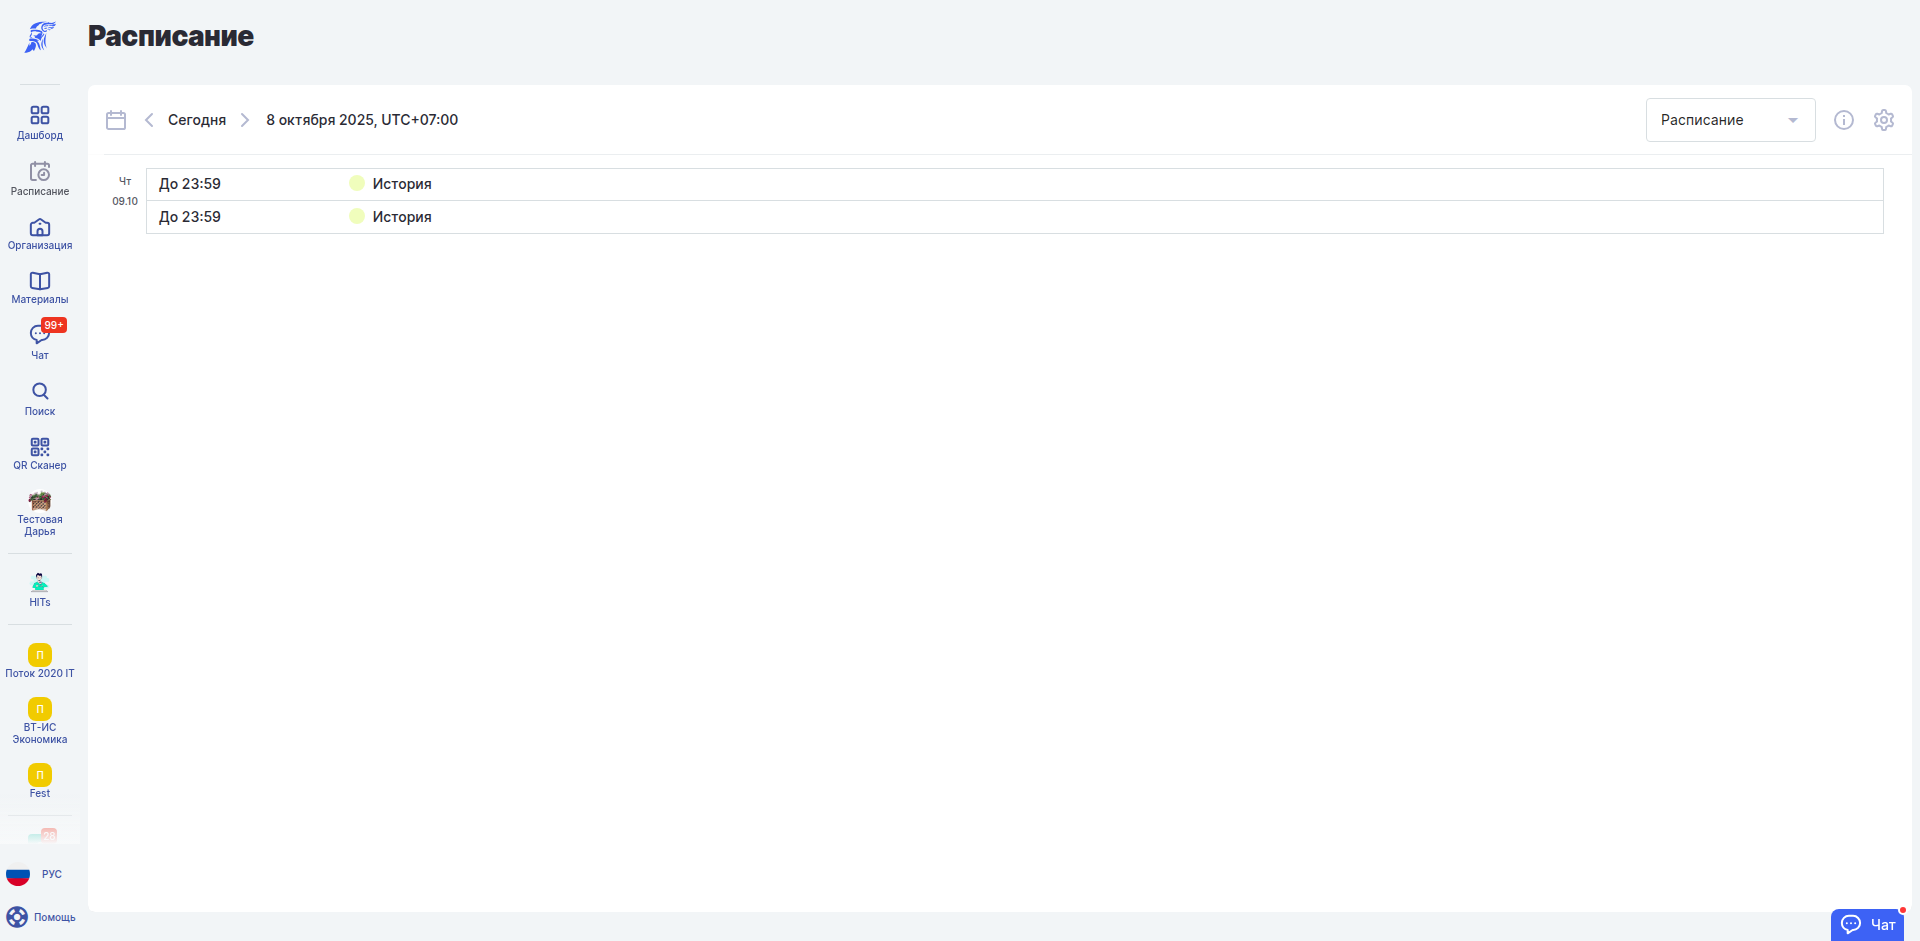 Расписание
Сегодня 8 октября 2025, UTC+07:00 Расписание
Чт
09.10
До 23:59 История
До 23:59 История
Дашборд
Расписание
Организация
Материалы
99+
Чат
Поиск
QR Сканер
Тестовая
Дарья
HITs
П
Поток 2020 IT
П
ВТ-ИС
Экономика
П
Fest
28
РУС
Помощь
Чат